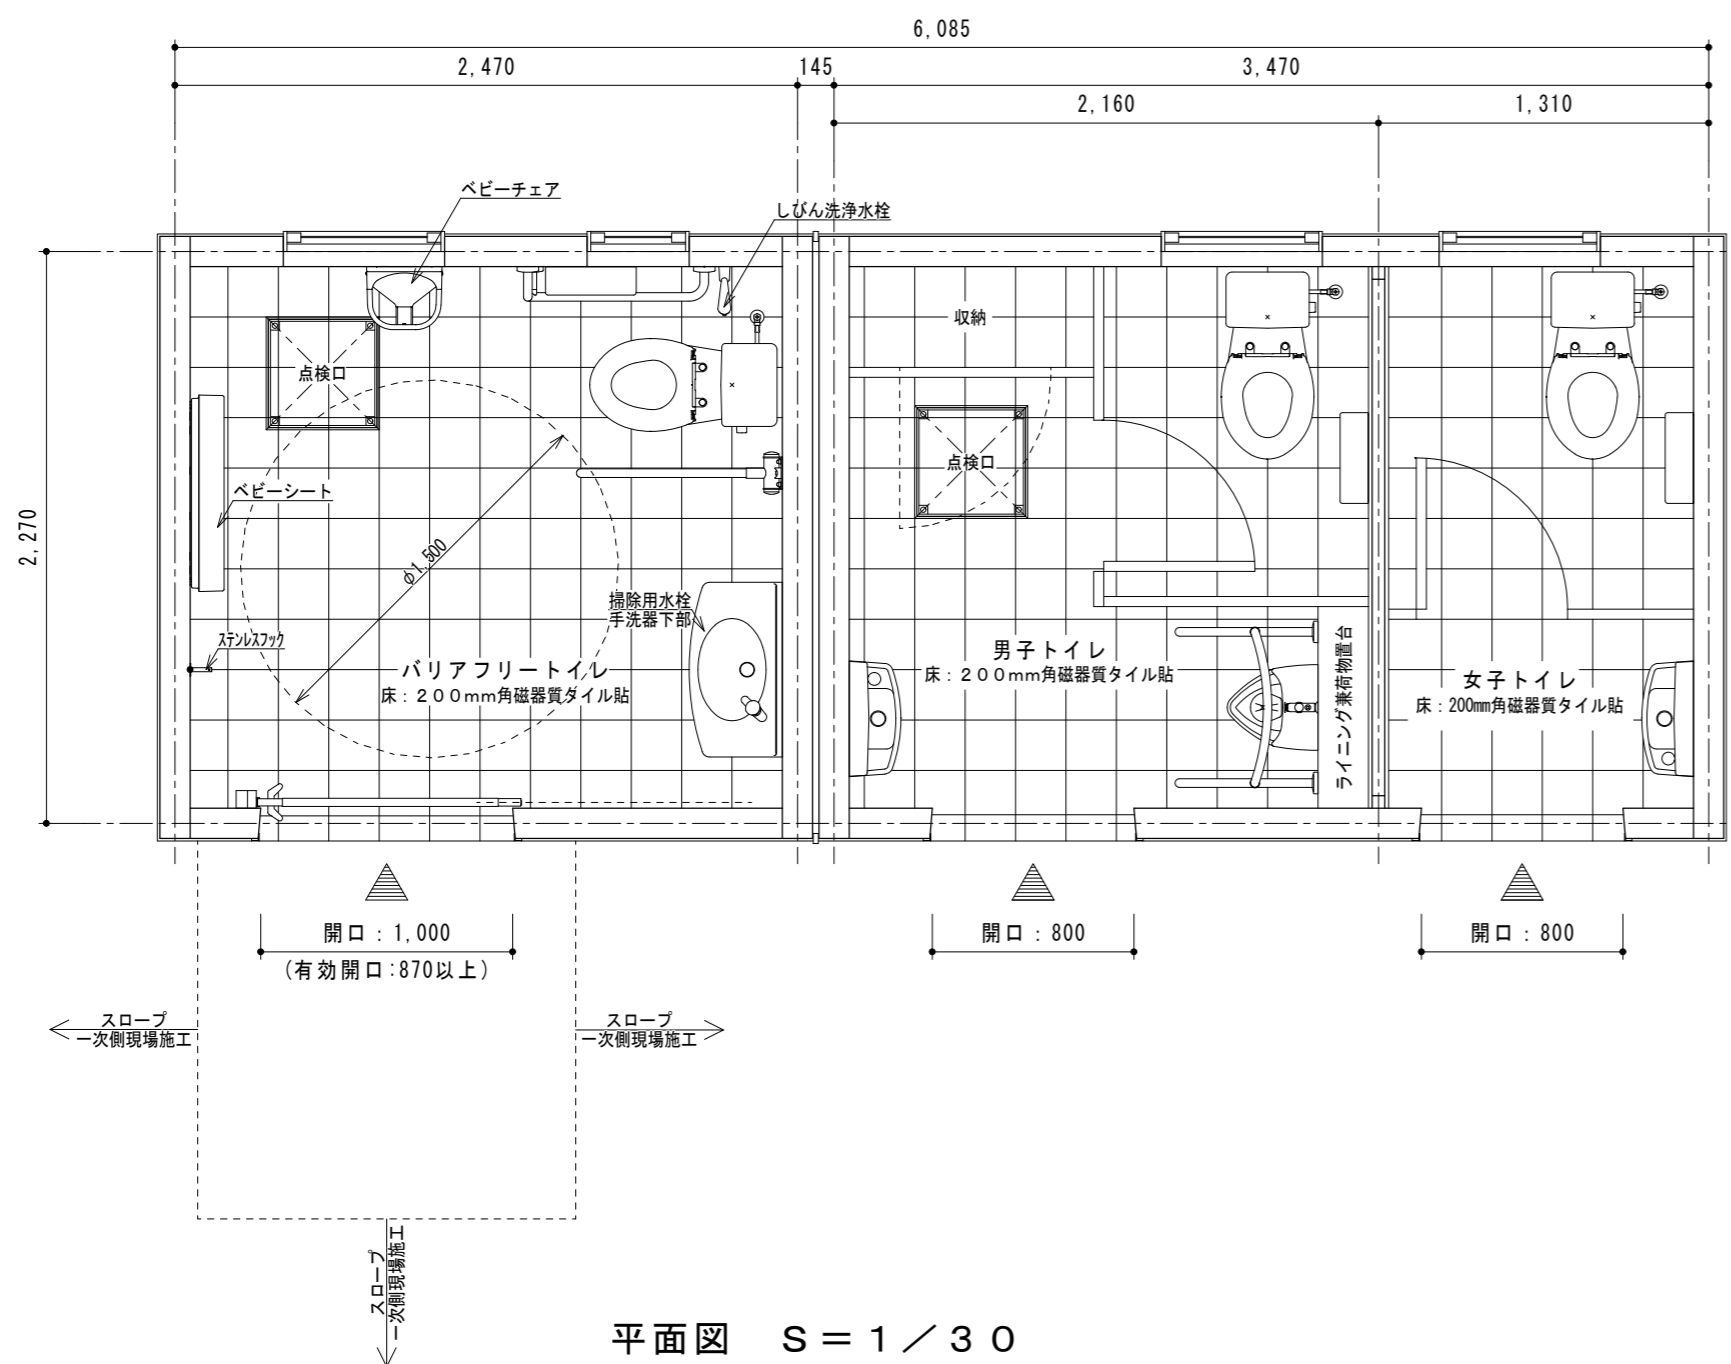 6,085
2,470
145
3,470
2,160
1,310
ベビーチェア
しびん洗浄水栓
収納
点検口
点検口
ベビーシート
2,270
φ1,500
掃除用水栓
手洗器下部
ステンレスフック
バリアフリートイレ
床：２００mm角磁器質タイル貼
男子トイレ
床：２００mm角磁器質タイル貼
ライニング兼荷物置台
女子トイレ
床：200mm角磁器質タイル貼
開口：1,000
(有効開口:870以上)
開口：800
開口：800
スロープ
一次側現場施工
スロープ
一次側現場施工
スロープ
一次側現場施工
平面図　Ｓ＝１／３０